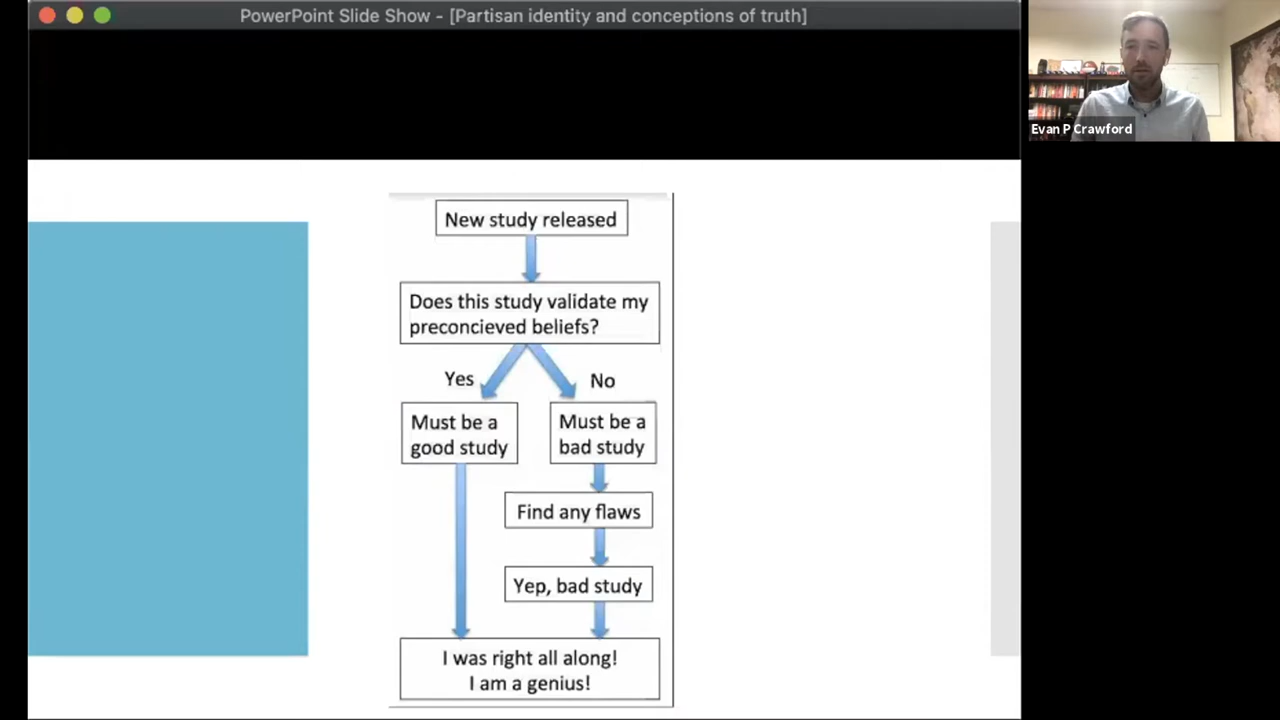 PowerPoint Slide Show - [Partisan identity and conceptions of truth]
Evan P Crawford
New study released
Does this study validate my
preconcieved beliefs?
Yes
No
Must be a
good study
Must be a
bad study
Find any flaws
Yep, bad study
I was right all along!
I am a genius!